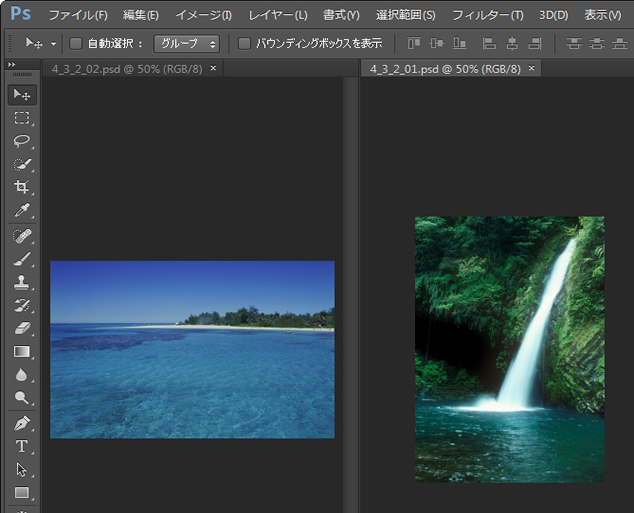 Ps ファイル(F) 編集(E) イメージ(I) レイヤー(L) 書式(Y) 選択範囲(S) フィルター(T) 3D(D) 表示(V)
自動選択： グループ バウンディングボックスを表示
4_3_2_02.psd @ 50% (RGB/8) × 4_3_2_01.psd @ 50% (RGB/8) ×
T